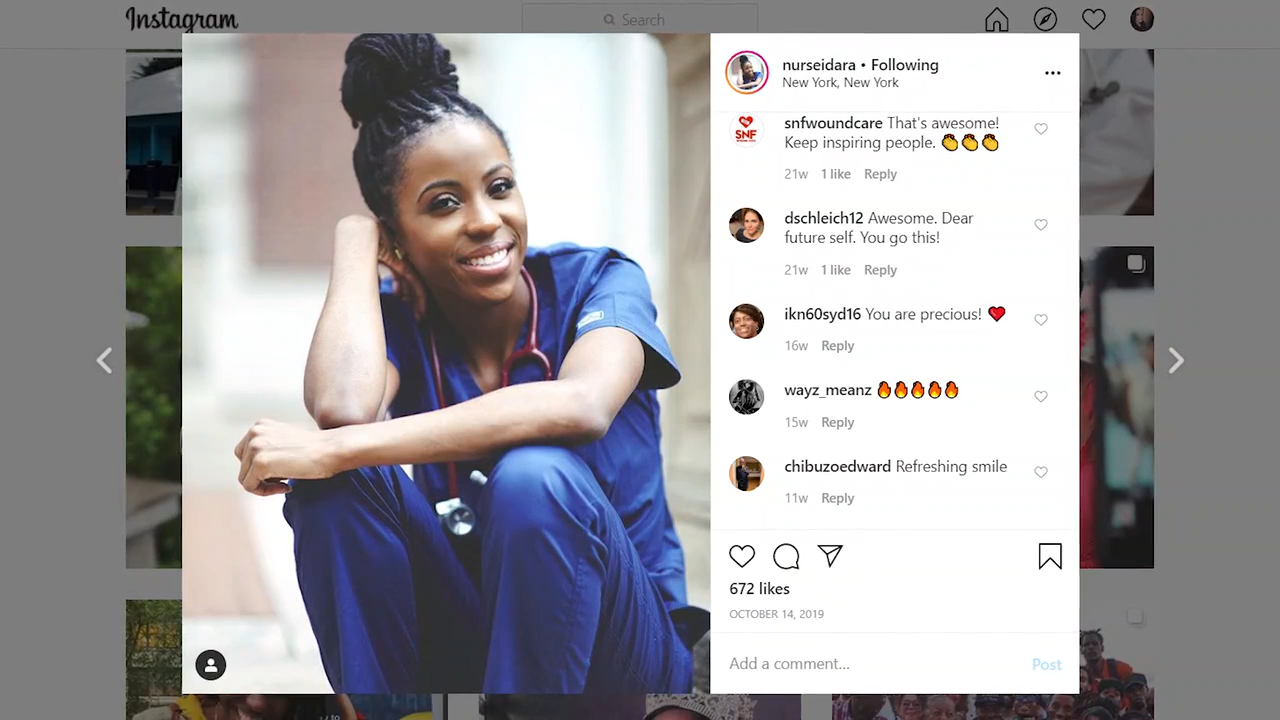 Instagram
Search
nurseidara • Following
New York, New York
snfwoundcare That's awesome!
Keep inspiring people. 👏👏👏
21w 1 like Reply
dschleich12 Awesome. Dear
future self. You go this!
21w 1 like Reply
ikn60syd16 You are precious! ❤️
16w Reply
wayz_meanz 🔥🔥🔥🔥🔥
15w Reply
chibuzoedward Refreshing smile
11w Reply
672 likes
OCTOBER 14, 2019
Add a comment... Post
SNF